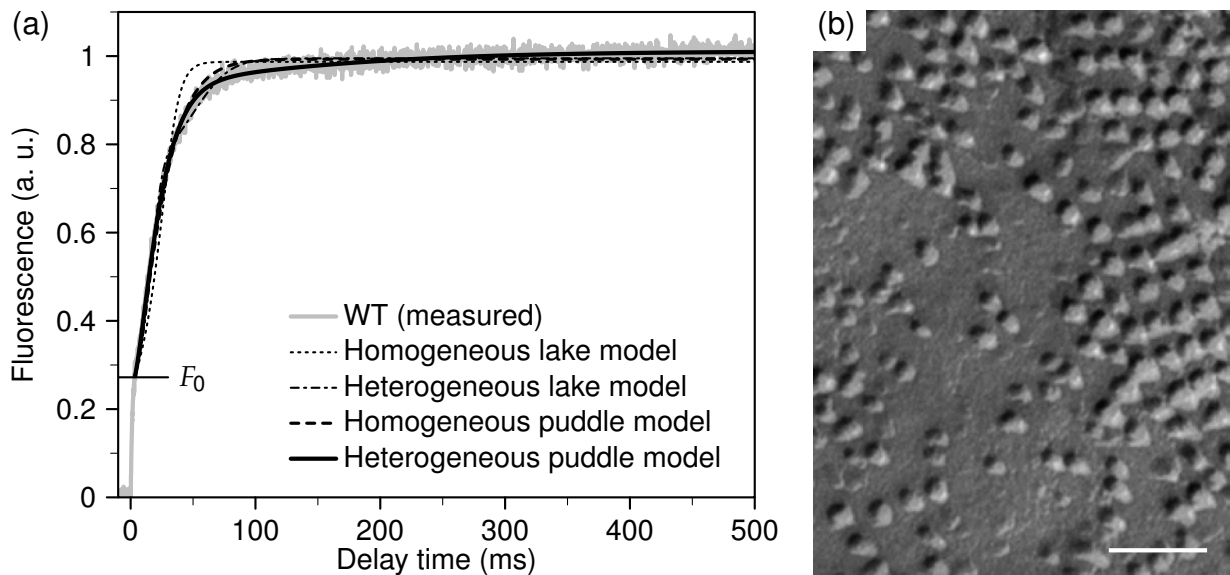 (a)
1
0.8
0.6
0.4
0.2
0
Fluorescence (a. u.)
F0
WT (measured)
Homogeneous lake model
Heterogeneous lake model
Homogeneous puddle model
Heterogeneous puddle model
0 100 200 300 400 500
Delay time (ms)
(b)